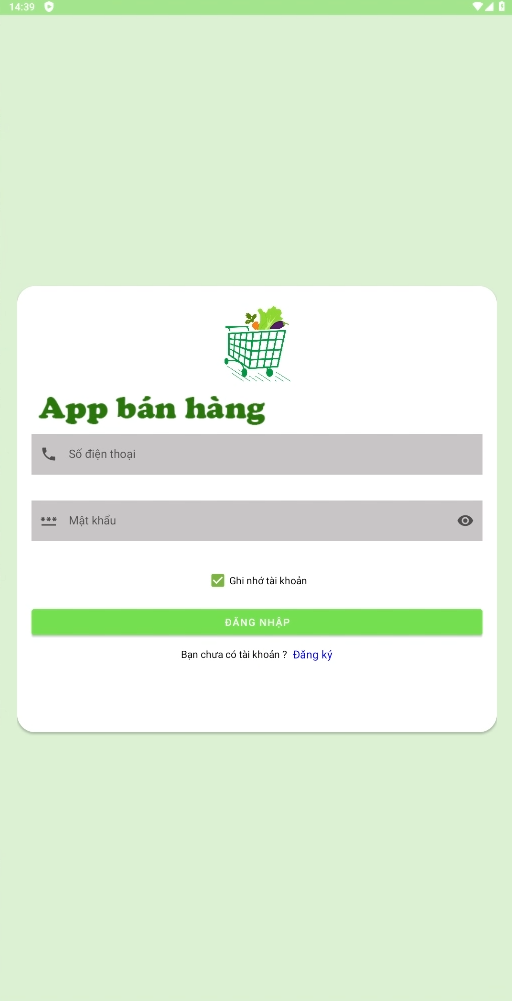 14:39
App bán hàng
Số điện thoại
Mật khẩu
Ghi nhớ tài khoản
ĐĂNG NHẬP
Bạn chưa có tài khoản ? Đăng ký